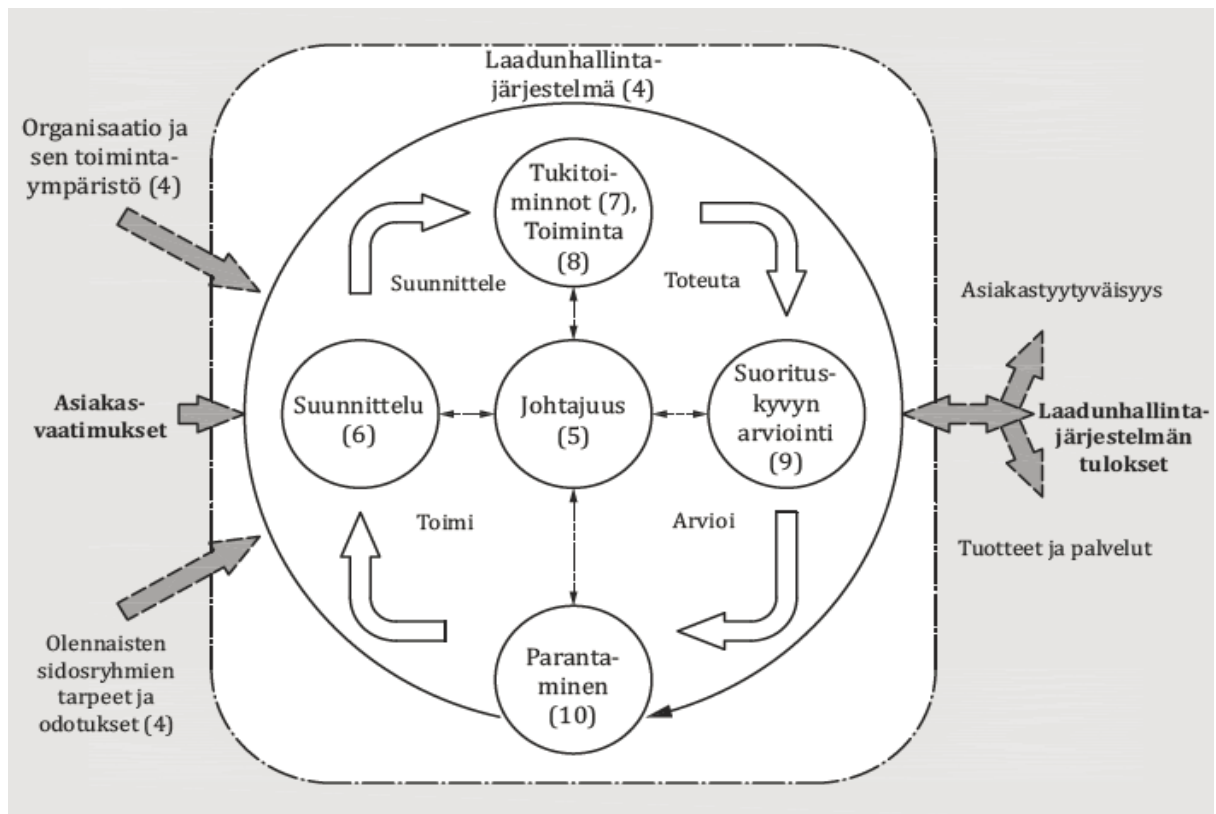 Laadunhallinta-
järjestelmä (4)
Organisaatio ja
sen toiminta-
ympäristö (4)
Tukitoi-
minnot (7),
Toiminta
(8)
Suunnittele
Toteuta
Asiakastyytyväisyys
Asiakas-
vaatimukset
Suunnittelu
(6)
Johtajuus
(5)
Suoritus-
kyvyn
arviointi
(9)
Laadunhallinta-
järjestelmän
tulokset
Toimi
Arvioi
Tuotteet ja palvelut
Olennaisten
sidosryhmien
tarpeet ja
odotukset (4)
Paranta-
minen
(10)